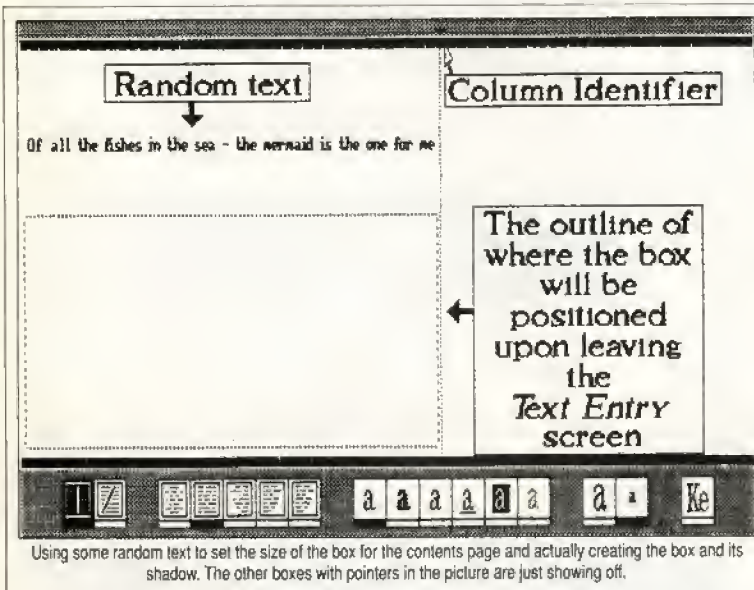 Random text
Column Identifier
Of all the fishes in the sea - the mermaid is the one for me
The outline of
where the box
will be
positioned
upon leaving
the
Text Entry
screen
a a a a a a
a a
Ke
Using some random text to set the size of the box for the contents page and actually creating the box and its
shadow. The other boxes with pointers in the picture are just showing off.